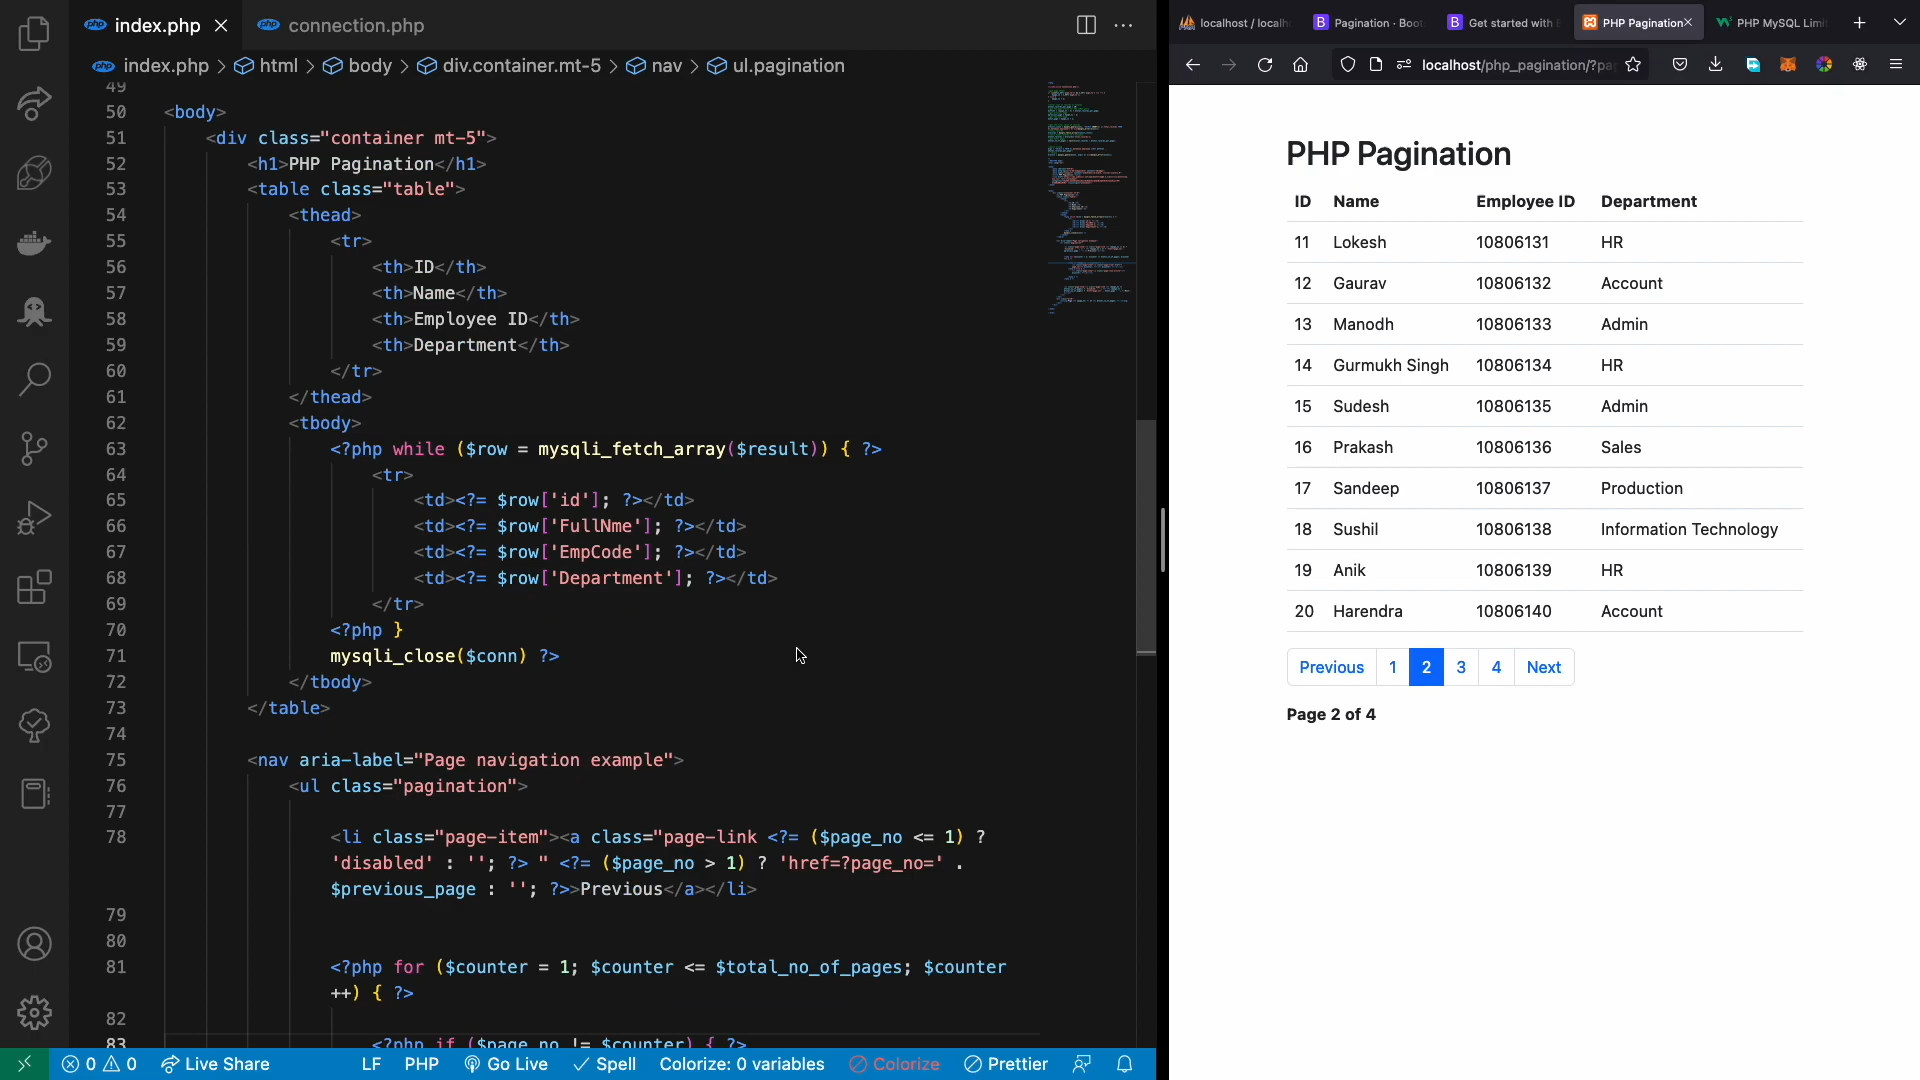 index.php
connection.php
index.php > html > body > div.container.mt-5 > nav > ul.pagination
49
50 <body>
51 <div class="container mt-5">
52 <h1>PHP Pagination</h1>
53 <table class="table">
54 <thead>
55 <tr>
56 <th>ID</th>
57 <th>Name</th>
58 <th>Employee ID</th>
59 <th>Department</th>
60 </tr>
61 </thead>
62 <tbody>
63 <?php while ($row = mysqli_fetch_array($result)) { ?>
64 <tr>
65 <td><?= $row['id']; ?></td>
66 <td><?= $row['FullNme']; ?></td>
67 <td><?= $row['EmpCode']; ?></td>
68 <td><?= $row['Department']; ?></td>
69 </tr>
70 <?php }
71 mysqli_close($conn) ?>
72 </tbody>
73 </table>
74
75 <nav aria-label="Page navigation example">
76 <ul class="pagination">
77
78 <li class="page-item"><a class="page-link <?= ($page_no <= 1) ?
'disabled' : ''; ?> " <?= ($page_no > 1) ? 'href=?page_no=' .
$previous_page : ''; ?>>Previous</a></li>
79
80
81 <?php for ($counter = 1; $counter <= $total_no_of_pages; $counter
++) { ?>
82
83 <?php if ($page_no != $counter) { ?>
0 0 Live Share LF PHP Go Live Spell Colorize: 0 variables Colorize Prettier
localhost / localh
Pagination · Boot
Get started with
PHP Pagination
PHP MySQL Limi
localhost/php_pagination/?pa
PHP Pagination
ID Name Employee ID Department
11 Lokesh 10806131 HR
12 Gaurav 10806132 Account
13 Manodh 10806133 Admin
14 Gurmukh Singh 10806134 HR
15 Sudesh 10806135 Admin
16 Prakash 10806136 Sales
17 Sandeep 10806137 Production
18 Sushil 10806138 Information Technology
19 Anik 10806139 HR
20 Harendra 10806140 Account
Previous 1 2 3 4 Next
Page 2 of 4